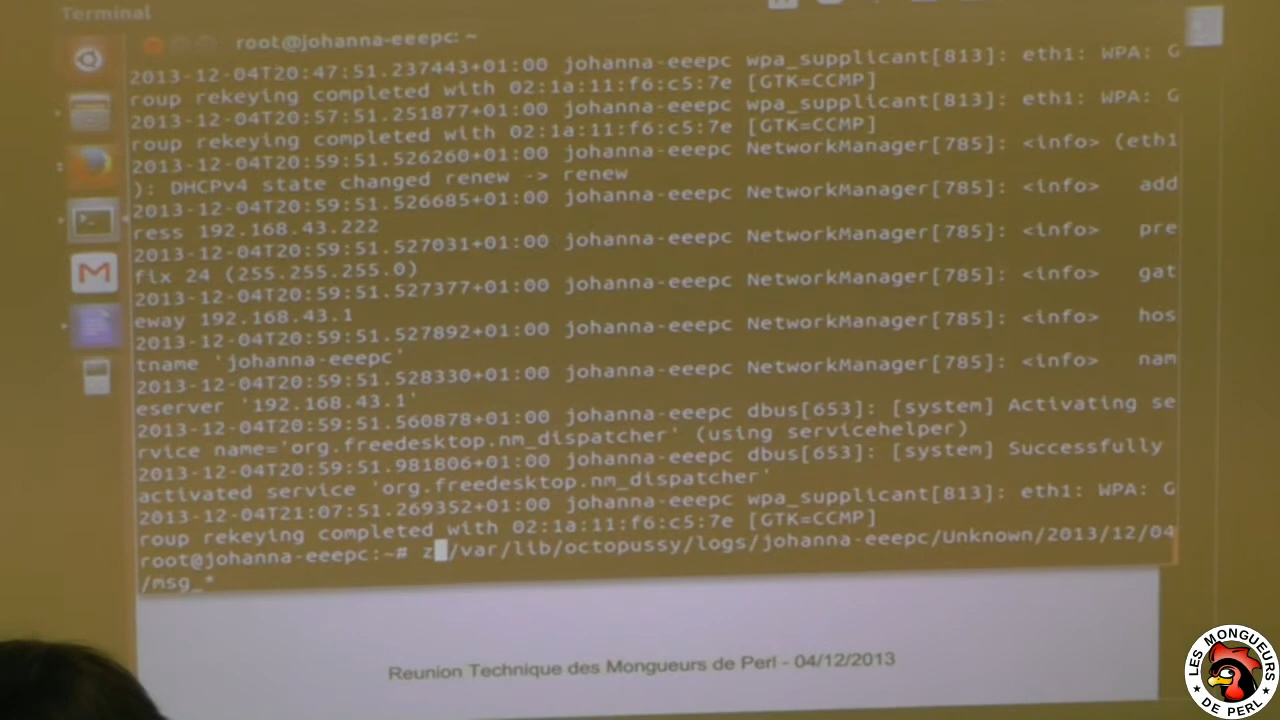 Terminal
root@johanna-eeepc: ~
2013-12-04T20:47:51.237443+01:00 johanna-eeepc wpa_supplicant[813]: eth1: WPA: G
roup rekeying completed with 02:1a:11:f6:c5:7e [GTK=CCMP]
2013-12-04T20:57:51.251877+01:00 johanna-eeepc wpa_supplicant[813]: eth1: WPA: G
roup rekeying completed with 02:1a:11:f6:c5:7e [GTK=CCMP]
2013-12-04T20:59:51.526260+01:00 johanna-eeepc NetworkManager[785]: <info> (eth1
): DHCPv4 state changed renew -> renew
2013-12-04T20:59:51.526685+01:00 johanna-eeepc NetworkManager[785]: <info>   add
ress 192.168.43.222
2013-12-04T20:59:51.527031+01:00 johanna-eeepc NetworkManager[785]: <info>   pre
fix 24 (255.255.255.0)
2013-12-04T20:59:51.527377+01:00 johanna-eeepc NetworkManager[785]: <info>   gat
eway 192.168.43.1
2013-12-04T20:59:51.527892+01:00 johanna-eeepc NetworkManager[785]: <info>   hos
tname 'johanna-eeepc'
2013-12-04T20:59:51.528330+01:00 johanna-eeepc NetworkManager[785]: <info>   nam
eserver '192.168.43.1'
2013-12-04T20:59:51.560878+01:00 johanna-eeepc dbus[653]: [system] Activating se
rvice name='org.freedesktop.nm_dispatcher' (using servicehelper)
2013-12-04T20:59:51.981806+01:00 johanna-eeepc dbus[653]: [system] Successfully
activated service 'org.freedesktop.nm_dispatcher'
2013-12-04T21:07:51.269352+01:00 johanna-eeepc wpa_supplicant[813]: eth1: WPA: G
roup rekeying completed with 02:1a:11:f6:c5:7e [GTK=CCMP]
root@johanna-eeepc:~# z /var/lib/octopussy/logs/johanna-eeepc/Unknown/2013/12/04
/msg_*
Reunion Technique des Mongueurs de Perl - 04/12/2013
LES MONGUEURS
DE PERL